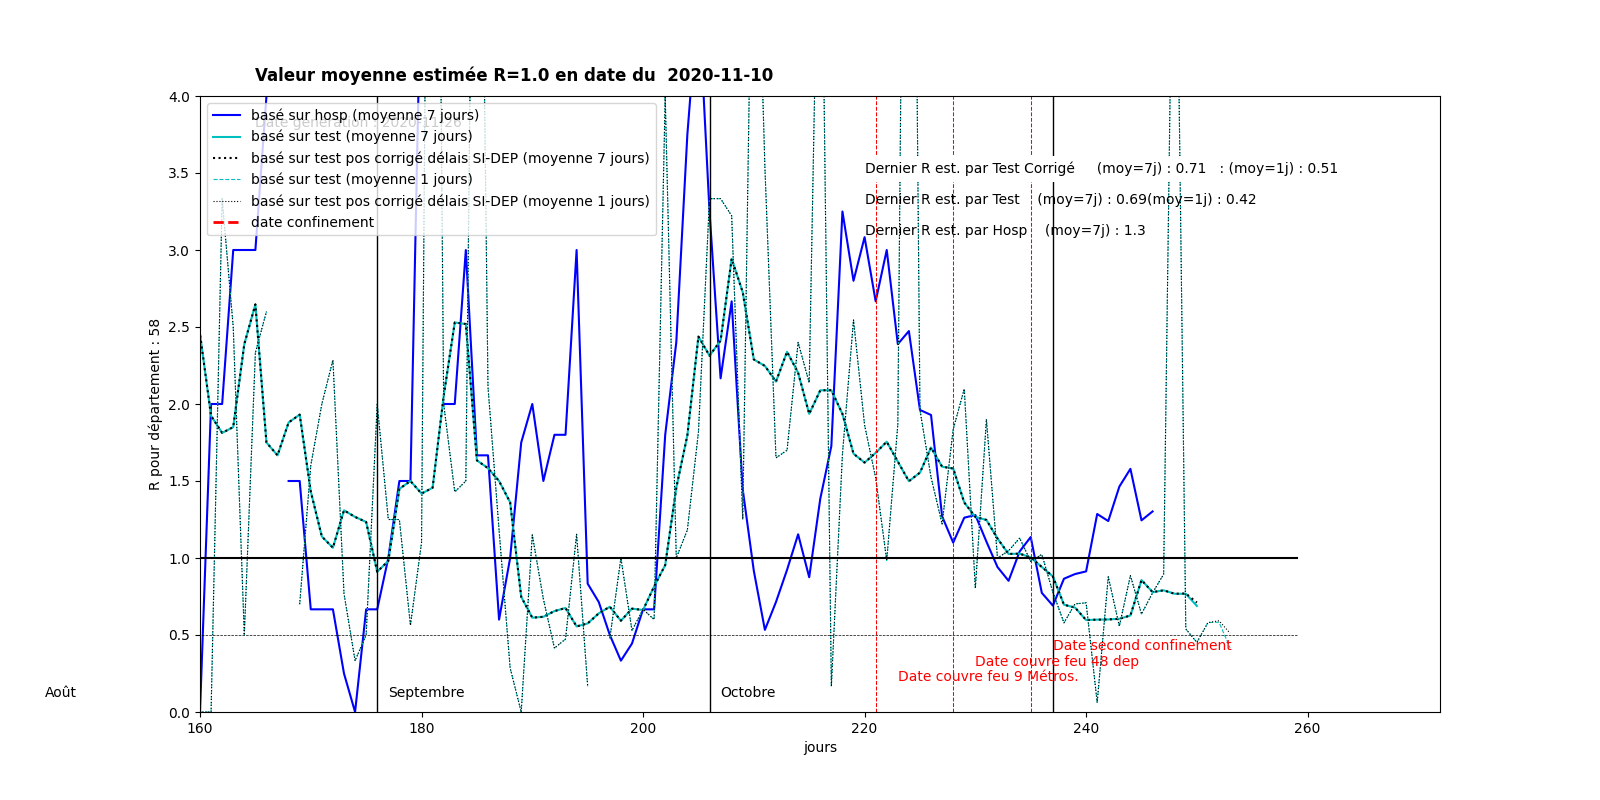 Valeur moyenne estimée R=1.0 en date du  2020-11-10
4.0
3.5
3.0
2.5
2.0
1.5
1.0
0.5
0.0
R pour département : 58
basé sur hosp (moyenne 7 jours)
basé sur test (moyenne 7 jours)
basé sur test pos corrigé délais SI-DEP (moyenne 7 jours)
basé sur test (moyenne 1 jours)
basé sur test pos corrigé délais SI-DEP (moyenne 1 jours)
date confinement
Dernier R est. par Test Corrigé     (moy=7j) : 0.71   : (moy=1j) : 0.51
Dernier R est. par Test    (moy=7j) : 0.69(moy=1j) : 0.42
Dernier R est. par Hosp    (moy=7j) : 1.3
Date second confinement
Date couvre feu 48 dep
Date couvre feu 9 Métros.
Août
Septembre
Octobre
160
180
200
220
240
260
jours